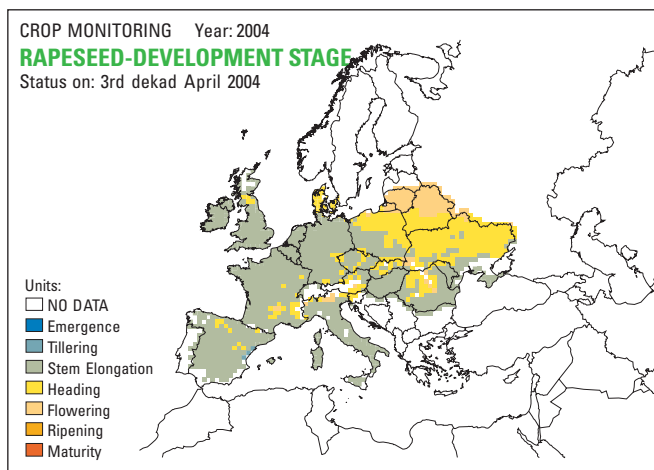 CROP MONITORING Year: 2004
RAPESEED-DEVELOPMENT STAGE
Status on: 3rd dekad April 2004
Units:
NO DATA
Emergence
Tillering
Stem Elongation
Heading
Flowering
Ripening
Maturity